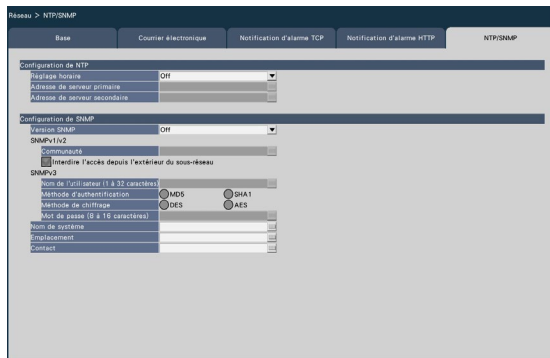 Réseau > NTP/SNMP
Base
Courrier électronique
Notification d'alarme TCP
Notification d'alarme HTTP
NTP/SNMP
Configuration de NTP
Réglage horaire
Off
Adresse de serveur primaire
Adresse de serveur secondaire
Configuration de SNMP
Version SNMP
Off
SNMPv1/v2
Communauté
Interdire l'accès depuis l'extérieur du sous-réseau
SNMPv3
Nom de l'utilisateur (1 à 32 caractères)
Méthode d'authentification
MD5
SHA1
Méthode de chiffrage
DES
AES
Mot de passe (8 à 16 caractères)
Nom de système
Emplacement
Contact